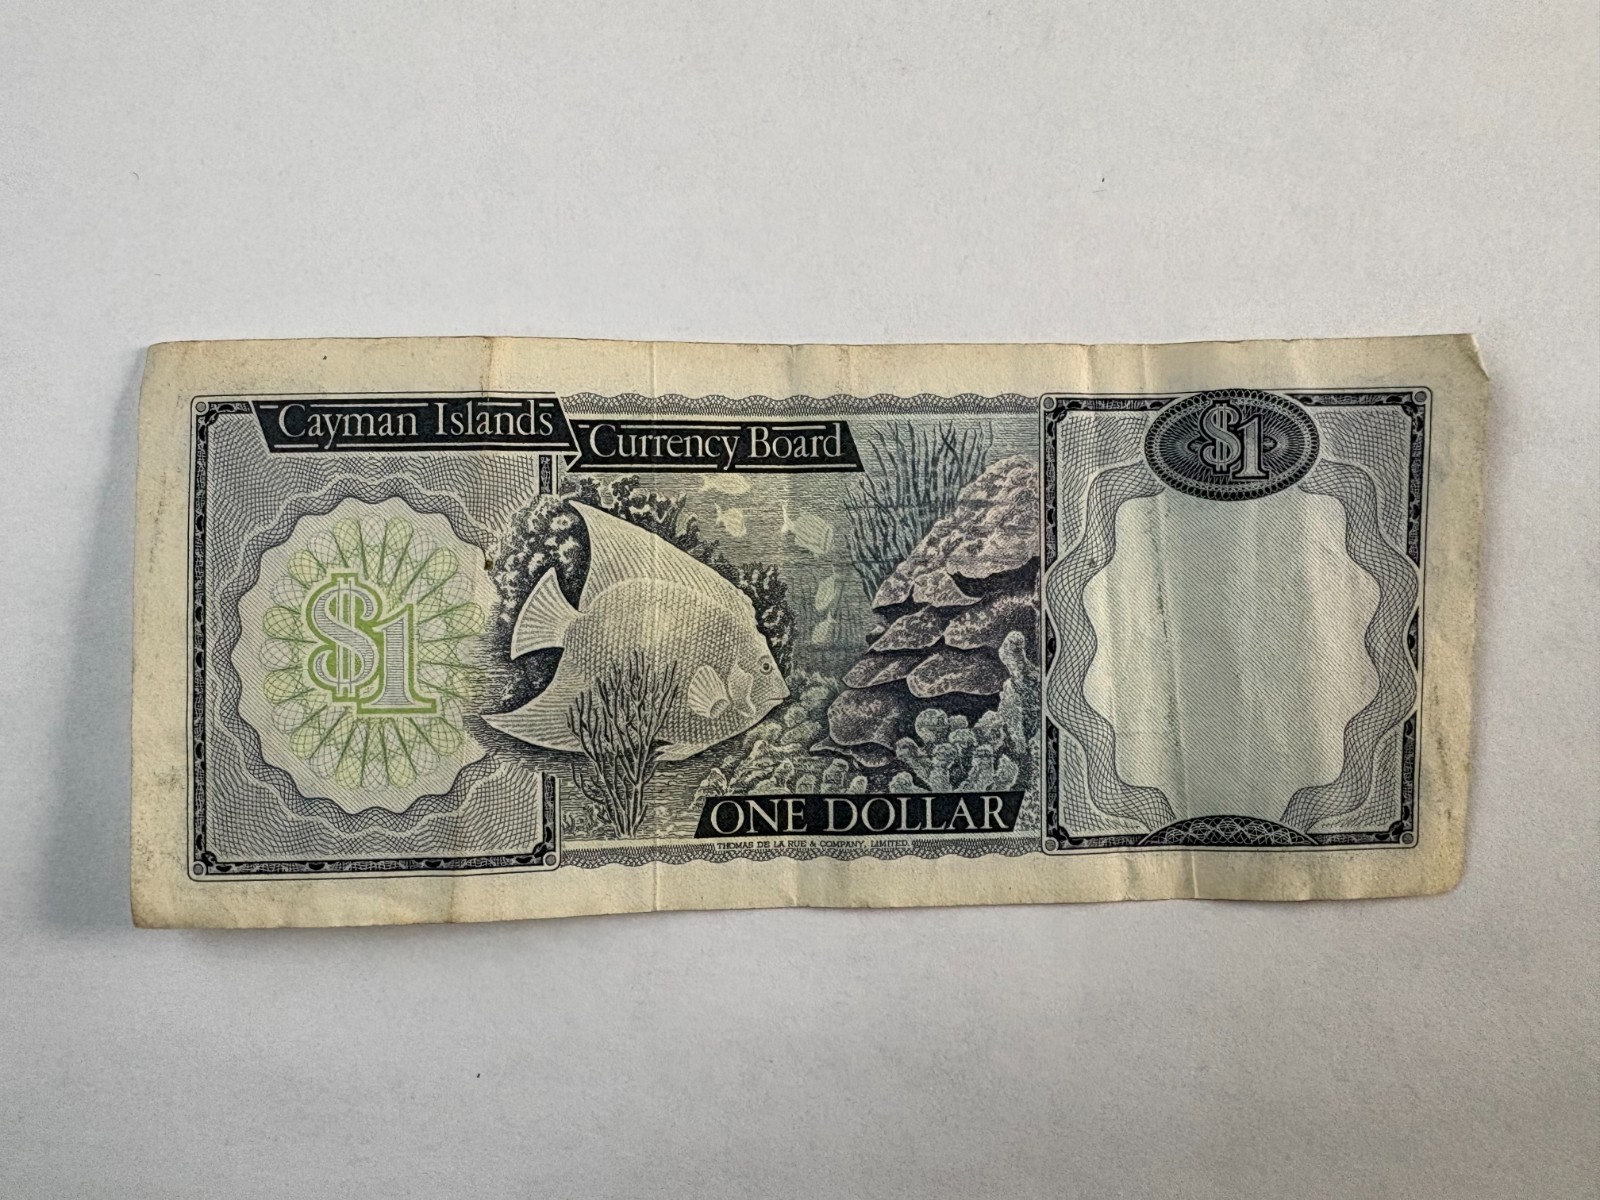 Cayman Islands
Currency Board
$1
$1
ONE DOLLAR
THOMAS DE LA RUE & COMPANY, LIMITED.